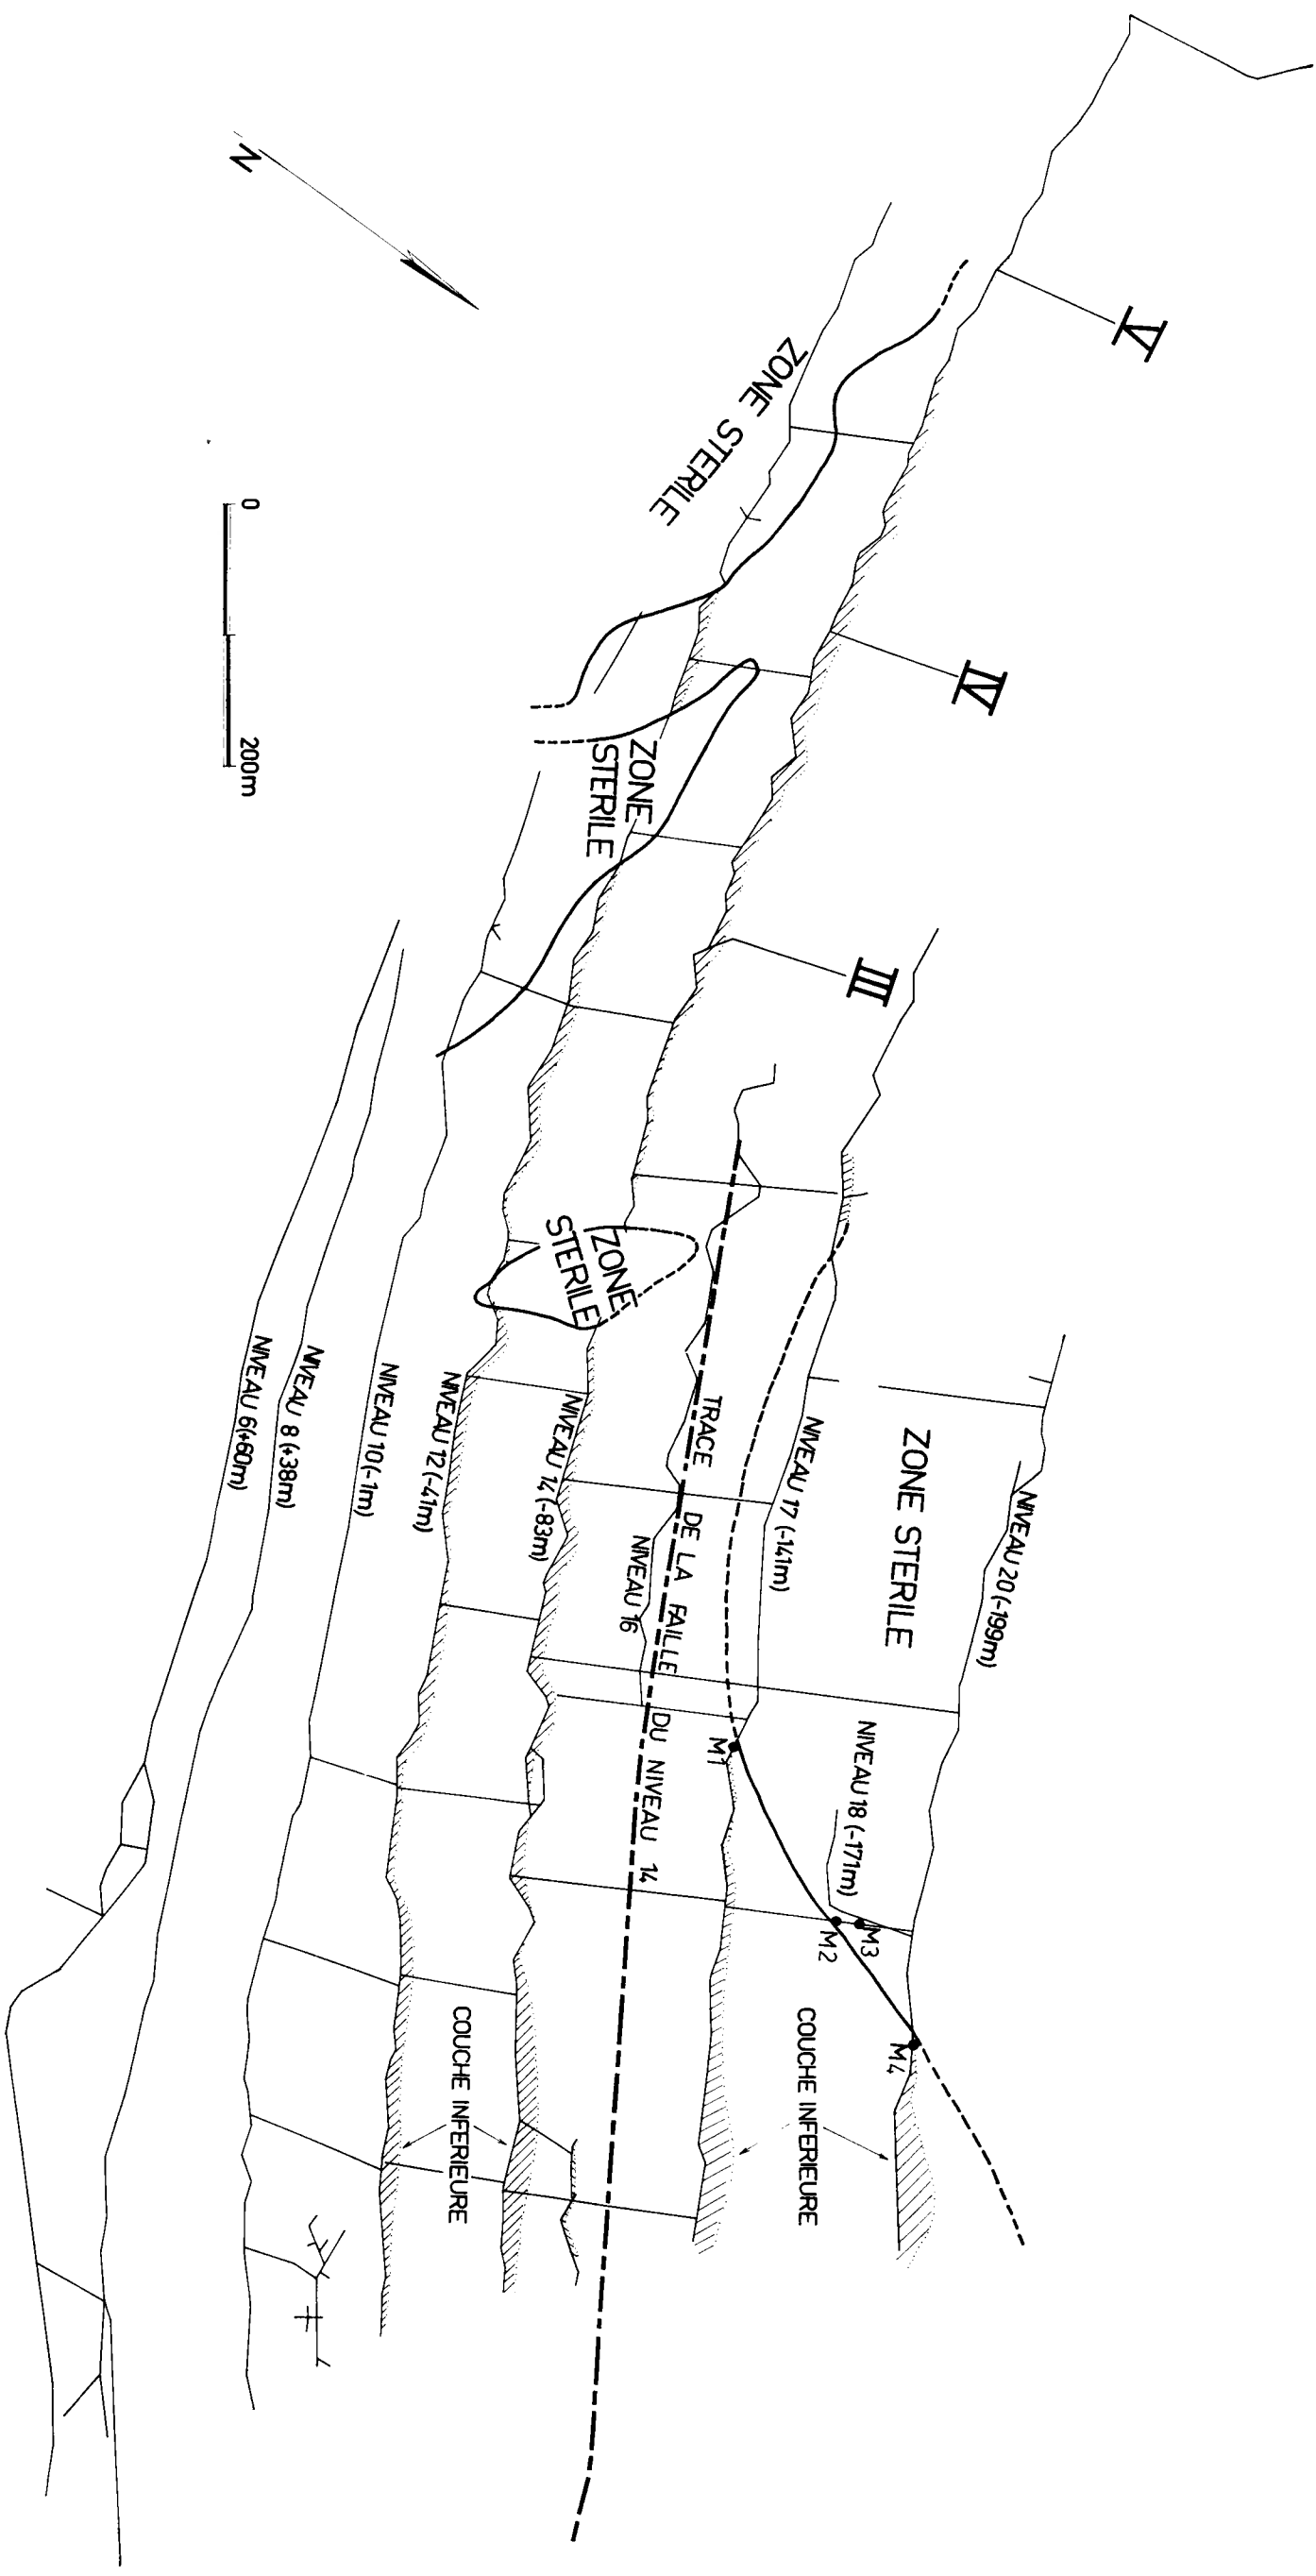 V
IV
III
N
0
200m
ZONE STERILE
ZONE
STERILE
ZONE
STERILE
ZONE STERILE
NIVEAU 20 (-199m)
NIVEAU 18 (-171m)
NIVEAU 17 (-141m)
TRACE DE LA FAILLE DU NIVEAU 14
NIVEAU 16
NIVEAU 14 (-83m)
NIVEAU 12 (-41m)
NIVEAU 10 (-1m)
NIVEAU 8 (+38m)
NIVEAU 6 (+60m)
M1
M2
M3
M4
COUCHE INFERIEURE
COUCHE INFERIEURE